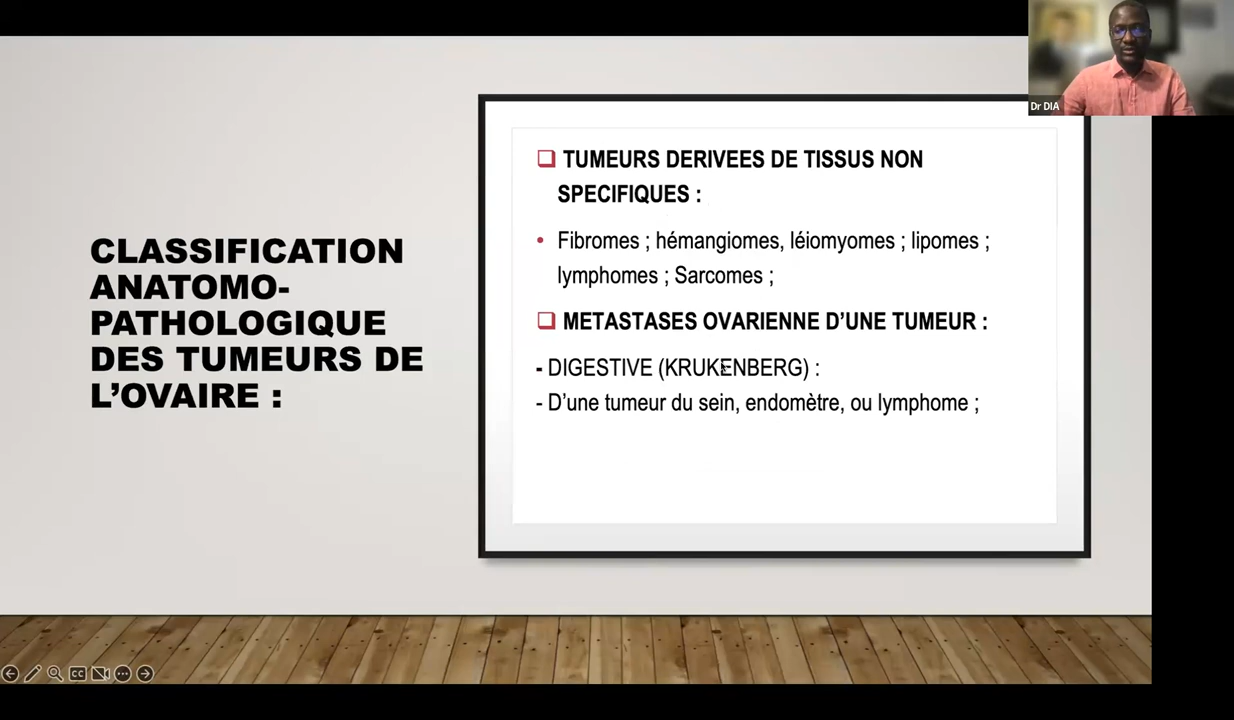 Dr DIA
CLASSIFICATION
ANATOMO-
PATHOLOGIQUE
DES TUMEURS DE
L’OVAIRE :
❑ TUMEURS DERIVEES DE TISSUS NON
SPECIFIQUES :
• Fibromes ; hémangiomes, léiomyomes ; lipomes ;
lymphomes ; Sarcomes ;
❑ METASTASES OVARIENNE D’UNE TUMEUR :
- DIGESTIVE (KRUKENBERG) :
- D’une tumeur du sein, endomètre, ou lymphome ;
CC